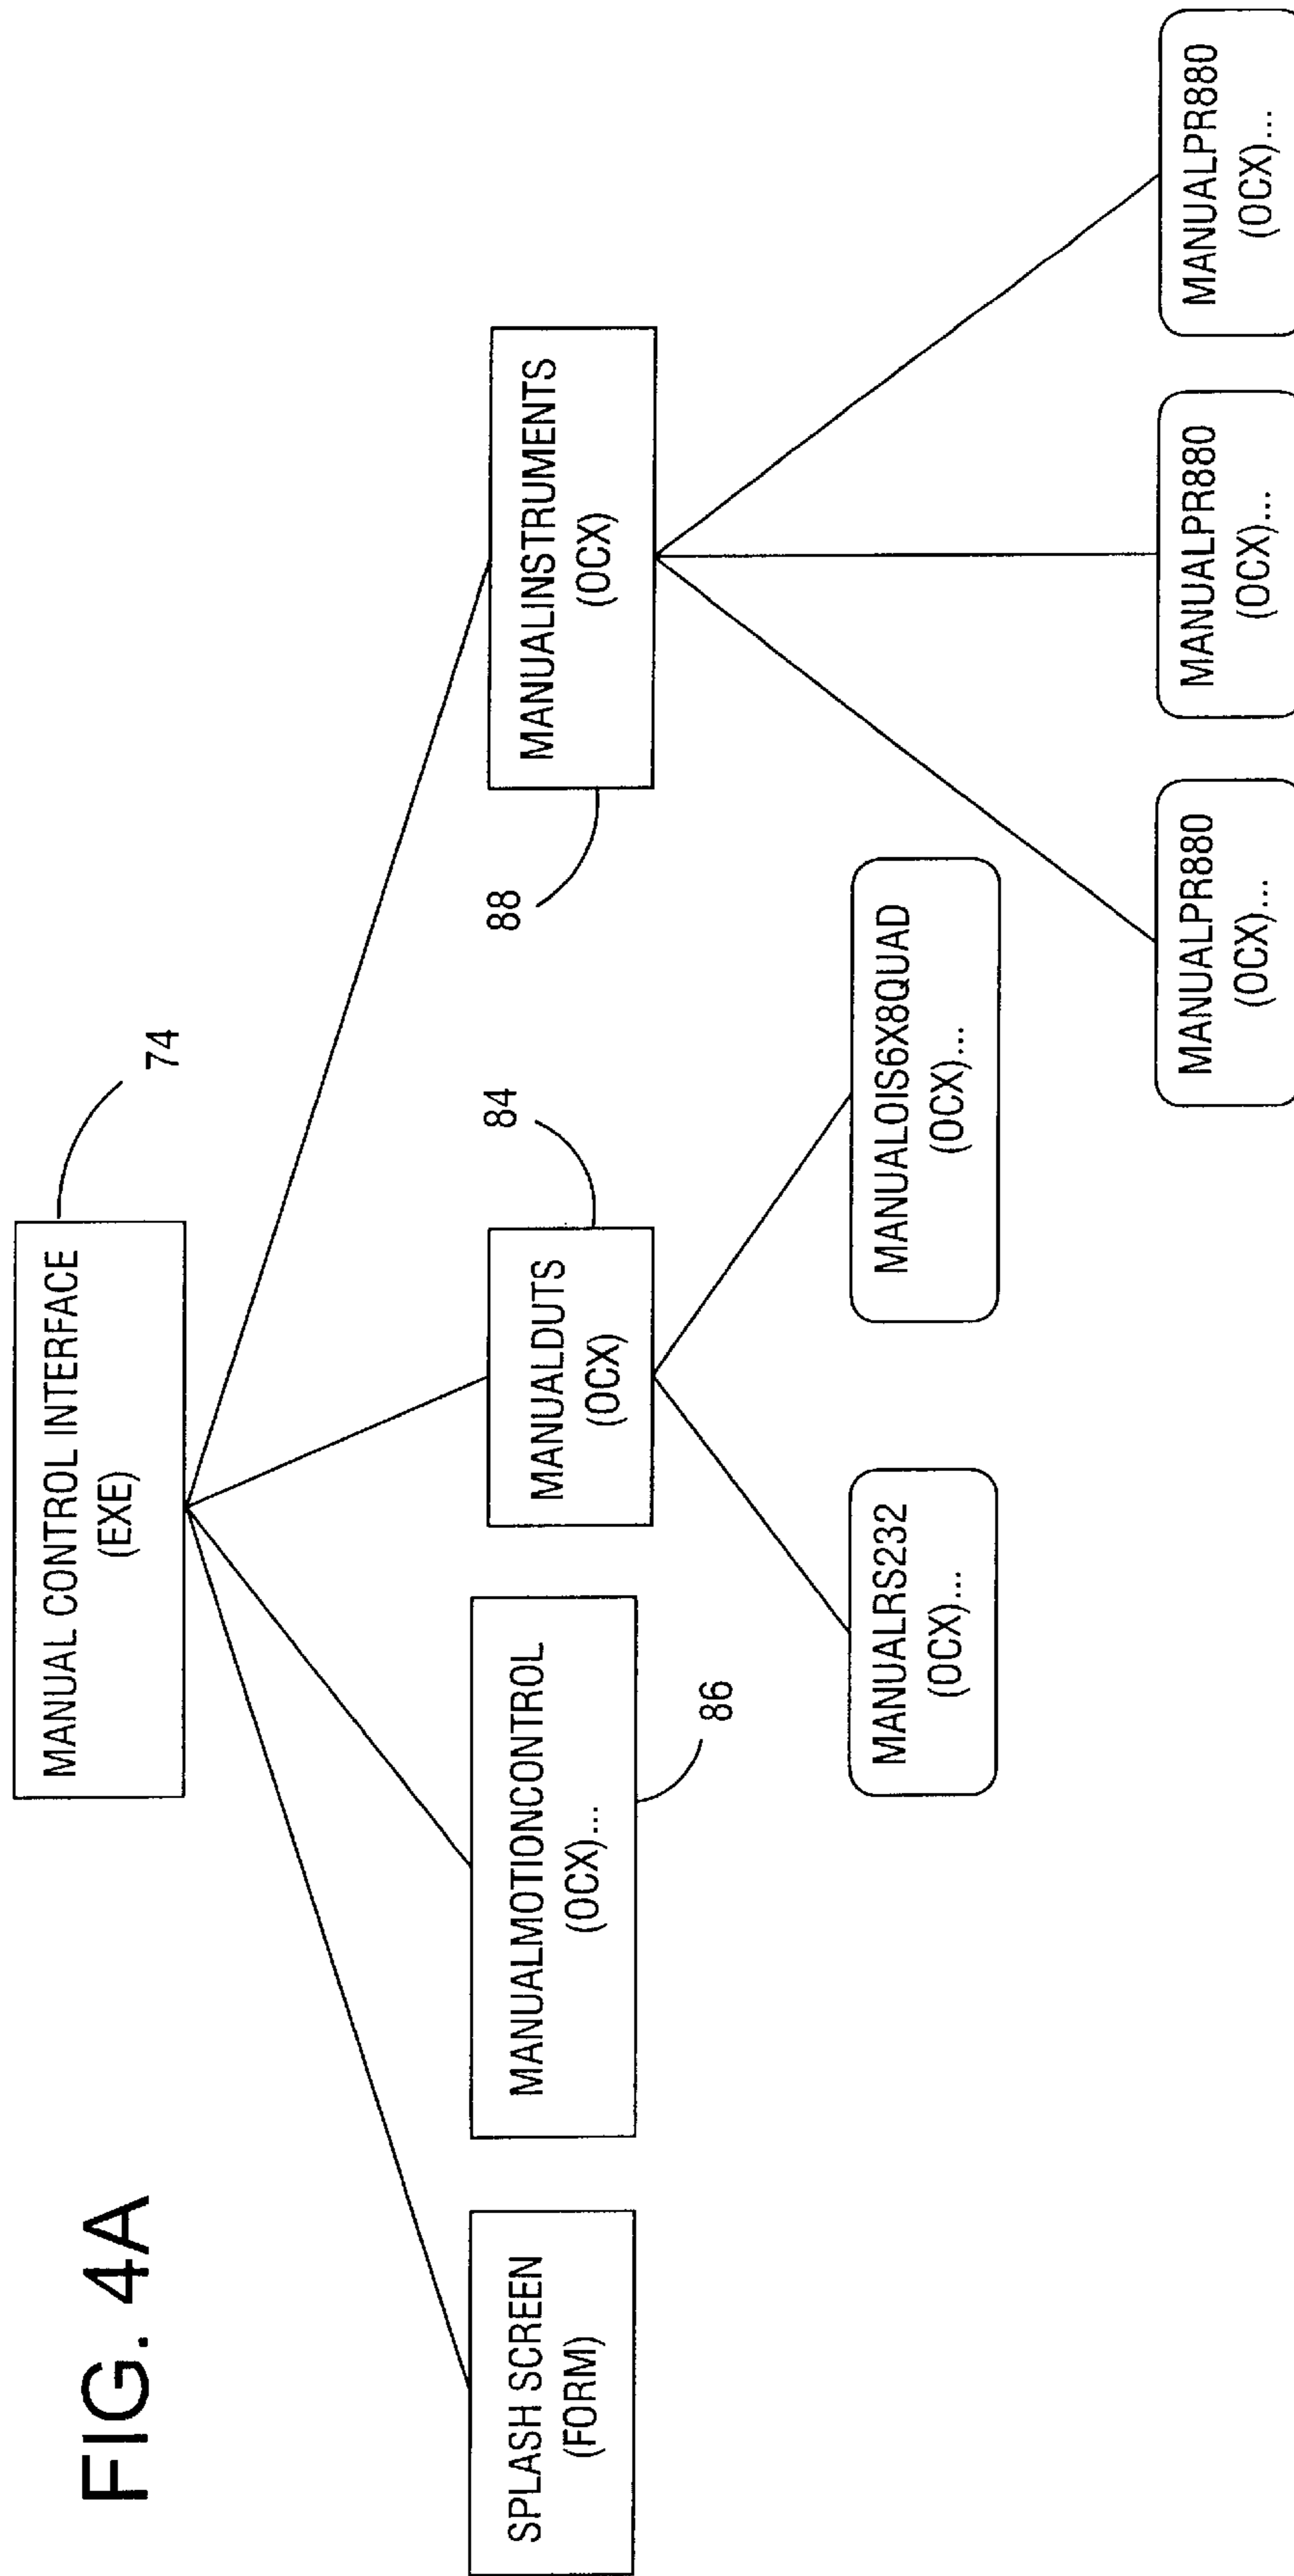 FIG. 4A
MANUAL CONTROL INTERFACE
(EXE)
74
SPLASH SCREEN
(FORM)
MANUALMOTIONCONTROL
(OCX)...
86
MANUALDUTS
(OCX)
84
MANUALINSTRUMENTS
(OCX)
88
MANUALRS232
(OCX)...
MANUALOIS6X8QUAD
(OCX)...
MANUALPR880
(OCX)...
MANUALPR880
(OCX)...
MANUALPR880
(OCX)...